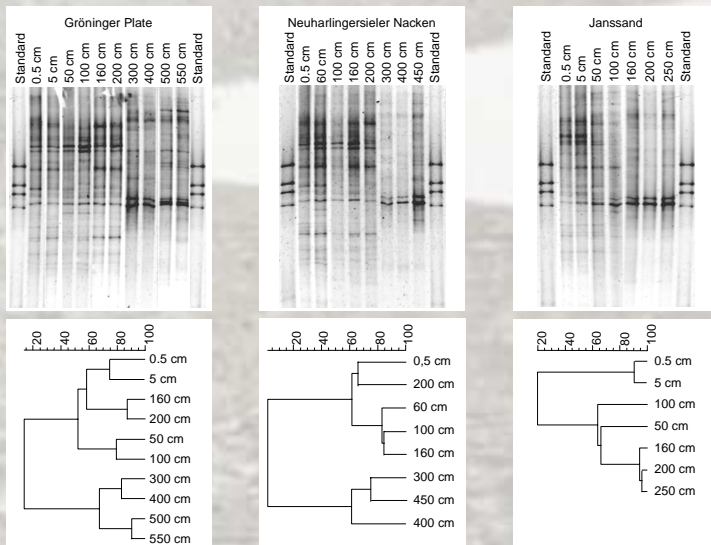 Gröninger Plate
Standard
0.5 cm
5 cm
50 cm
100 cm
160 cm
200 cm
300 cm
400 cm
500 cm
550 cm
Standard
Neuharlingersieler Nacken
Standard
0.5 cm
60 cm
100 cm
160 cm
200 cm
300 cm
400 cm
450 cm
Standard
Janssand
Standard
0.5 cm
5 cm
50 cm
100 cm
160 cm
200 cm
250 cm
Standard
20 40 60 80 100
0.5 cm
5 cm
160 cm
200 cm
50 cm
100 cm
300 cm
400 cm
500 cm
550 cm
20 40 60 80 100
0,5 cm
200 cm
60 cm
100 cm
160 cm
300 cm
450 cm
400 cm
20 40 60 80 100
0.5 cm
5 cm
100 cm
50 cm
160 cm
200 cm
250 cm